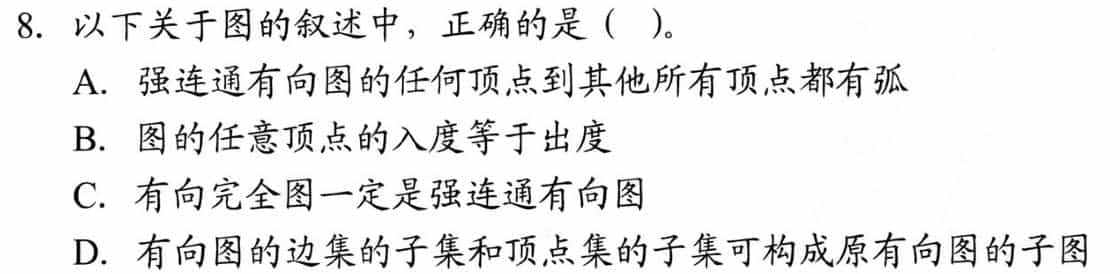 8. 以下关于图的叙述中，正确的是（ ）。
A. 强连通有向图的任何顶点到其他所有顶点都有弧
B. 图的任意顶点的入度等于出度
C. 有向完全图一定是强连通有向图
D. 有向图的边集的子集和顶点集的子集可构成原有向图的子图